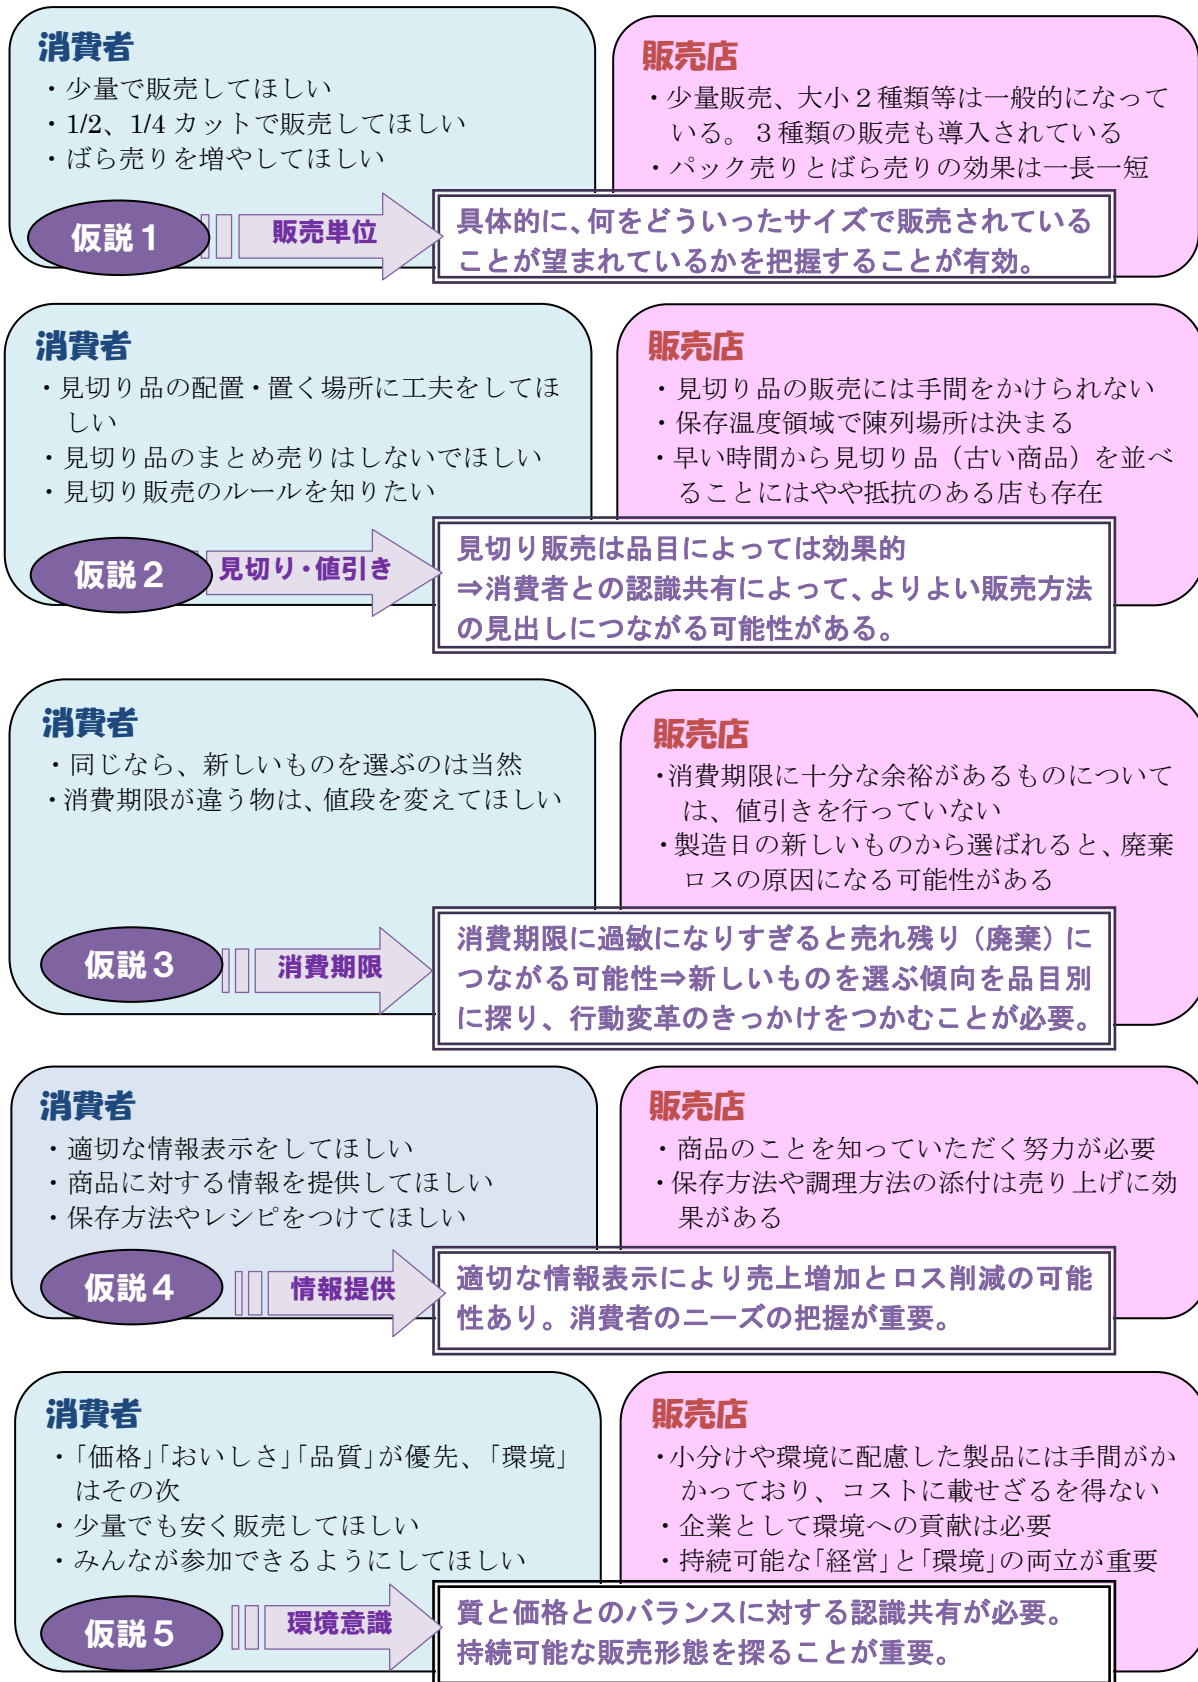 消費者
・少量で販売してほしい
・1/2、1/4 カットで販売してほしい
・ばら売りを増やしてほしい
販売店
・少量販売、大小２種類等は一般的になって
いる。３種類の販売も導入されている
・パック売りとばら売りの効果は一長一短
仮説１
販売単位
具体的に、何をどういったサイズで販売されている
ことが望まれているかを把握することが有効。
消費者
・見切り品の配置・置く場所に工夫をしてほ
しい
・見切り品のまとめ売りはしないでほしい
・見切り販売のルールを知りたい
販売店
・見切り品の販売には手間をかけられない
・保存温度領域で陳列場所は決まる
・早い時間から見切り品（古い商品）を並べ
ることにはやや抵抗のある店も存在
仮説２
見切り・値引き
見切り販売は品目によっては効果的
⇒消費者との認識共有によって、よりよい販売方法
の見出しにつながる可能性がある。
消費者
・同じなら、新しいものを選ぶのは当然
・消費期限が違う物は、値段を変えてほしい
販売店
・消費期限に十分な余裕があるものについて
は、値引きを行っていない
・製造日の新しいものから選ばれると、廃棄
ロスの原因になる可能性がある
仮説３
消費期限
消費期限に過敏になりすぎると売れ残り（廃棄）に
つながる可能性⇒新しいものを選ぶ傾向を品目別
に探り、行動変革のきっかけをつかむことが必要。
消費者
・適切な情報表示をしてほしい
・商品に対する情報を提供してほしい
・保存方法やレシピをつけてほしい
販売店
・商品のことを知っていただく努力が必要
・保存方法や調理方法の添付は売り上げに効
果がある
仮説４
情報提供
適切な情報表示により売上増加とロス削減の可能
性あり。消費者のニーズの把握が重要。
消費者
・「価格」「おいしさ」「品質」が優先、「環境」
はその次
・少量でも安く販売してほしい
・みんなが参加できるようにしてほしい
販売店
・小分けや環境に配慮した製品には手間がか
かっており、コストに載せざるを得ない
・企業として環境への貢献は必要
・持続可能な「経営」と「環境」の両立が重要
仮説５
環境意識
質と価格とのバランスに対する認識共有が必要。
持続可能な販売形態を探ることが重要。